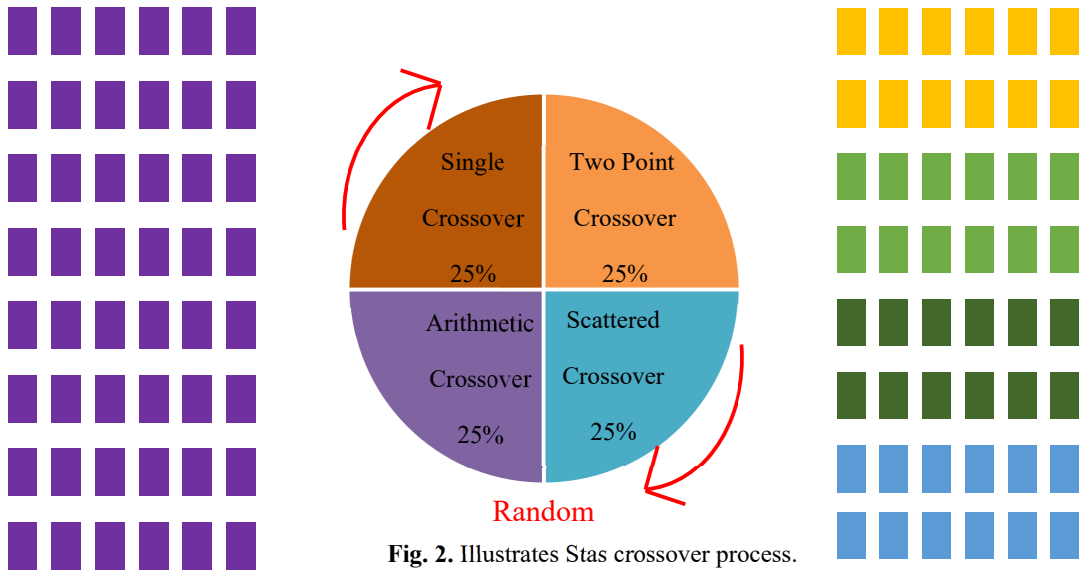 Single
Crossover
25%
Two Point
Crossover
25%
Arithmetic
Crossover
25%
Scattered
Crossover
25%
Random
Fig. 2. Illustrates Stas crossover process.